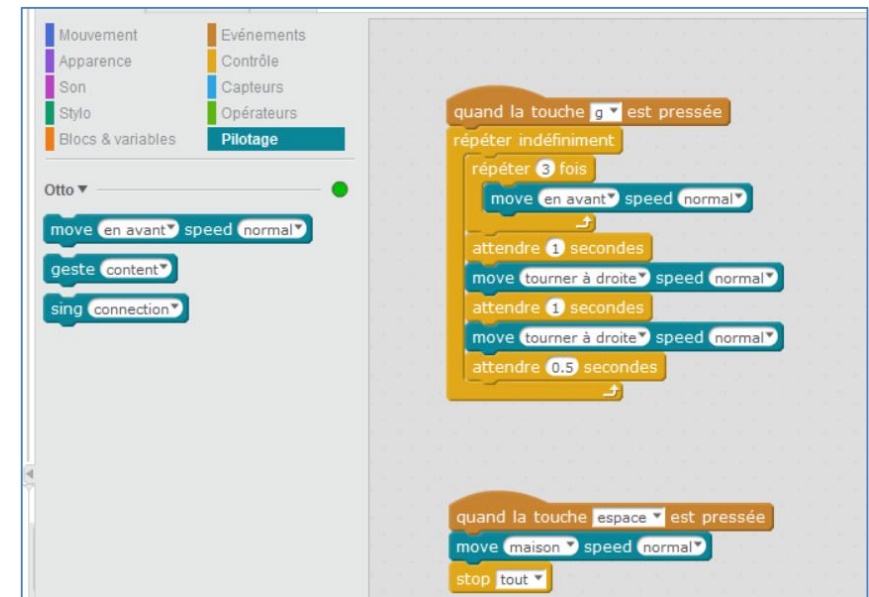 Mouvement Evénements
Apparence Contrôle
Son Capteurs
Stylo Opérateurs
Blocs & variables Pilotage
Otto
move en avant speed normal
geste content
sing connection
quand la touche g est pressée
répéter indéfiniment
répéter 3 fois
move en avant speed normal
attendre 1 secondes
move tourner à droite speed normal
attendre 1 secondes
move tourner à droite speed normal
attendre 0.5 secondes
quand la touche espace est pressée
move maison speed normal
stop tout